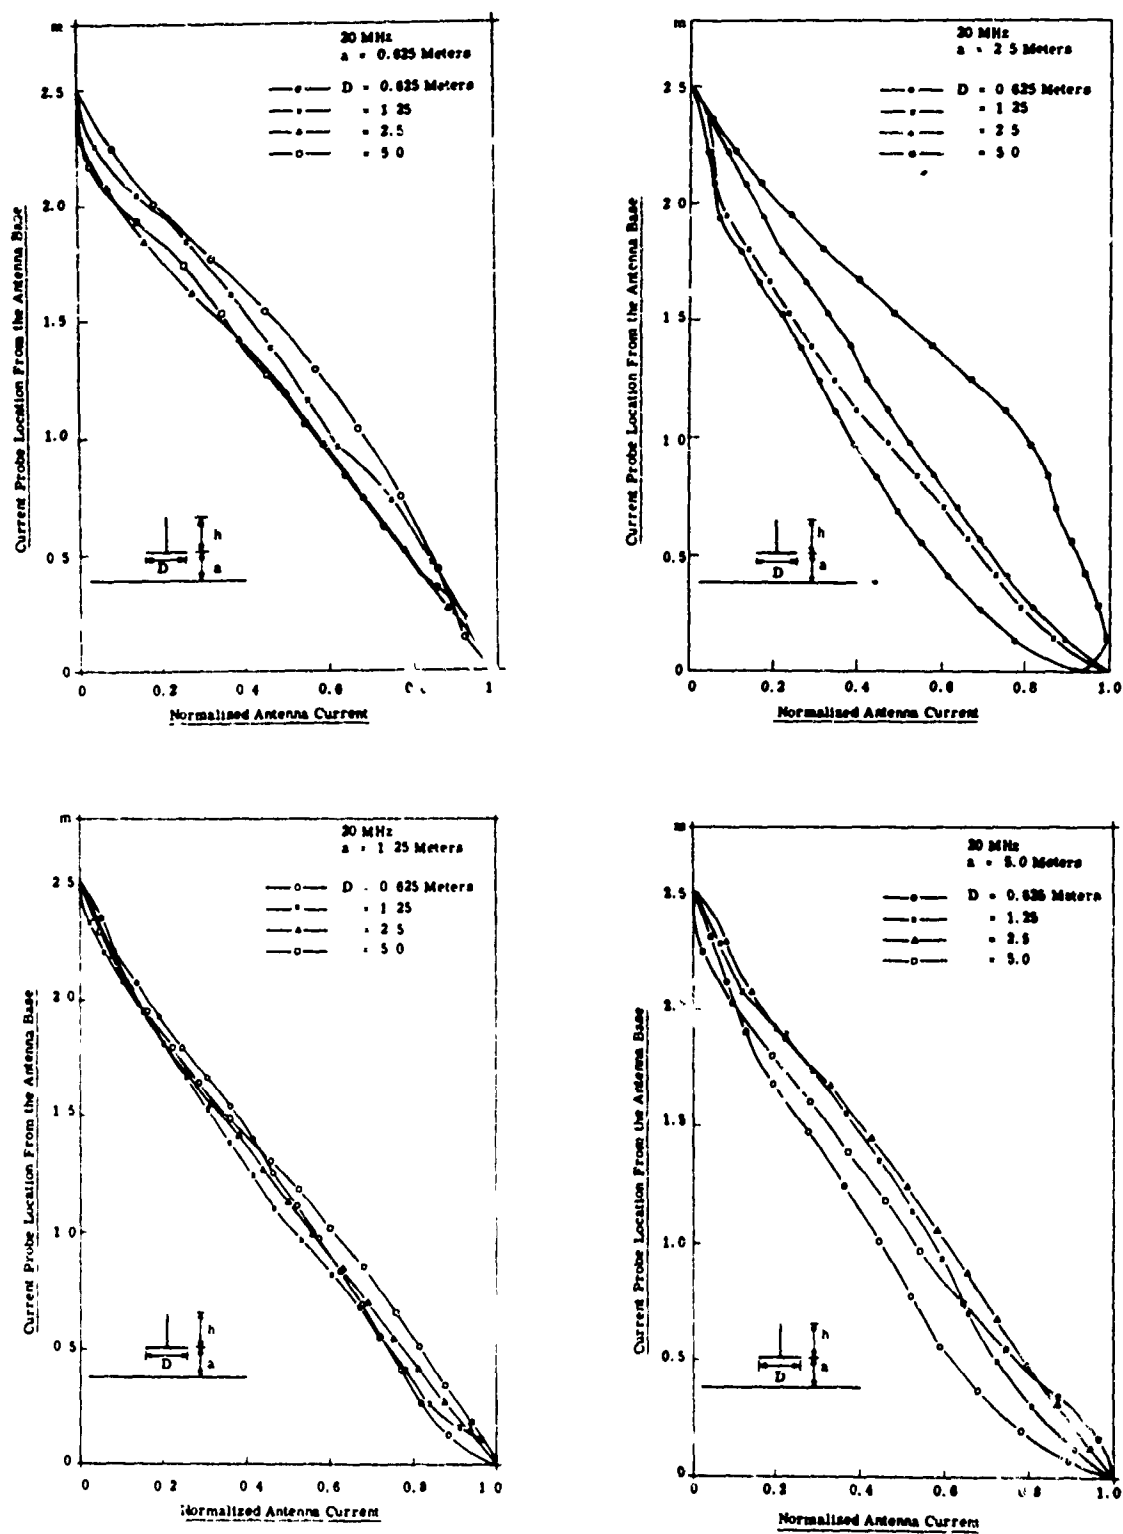 m
20 MHz
a = 0.625 Meters
D = 0.625 Meters
= 1 25
= 2.5
= 5 0
2.5
2.0
1.5
1.0
0 5
0
Current Probe Location From the Antenna Base
h
D
a
0 0.2 0.4 0.6 1
Normalized Antenna Current
m
20 MHz
a = 2 5 Meters
D = 0 625 Meters
= 1 25
= 2 5
= 5 0
2 5
2 0
1 5
1 0
0.5
0
Current Probe Location From the Antenna Base
h
D
a
0 0.2 0.4 0.6 0.8 1.0
Normalized Antenna Current
m
20 MHz
a = 1 25 Meters
D - 0 625 Meters
= 1 25
= 2 5
= 5 0
2 5
2 0
1 5
1 0
0 5
0
Current Probe Location From the Antenna Base
h
D
a
0 0 2 0 4 0 6 0 8 1 0
Normalized Antenna Current
m
20 MHz
a = 5.0 Meters
D = 0.625 Meters
= 1.25
= 2.5
= 5.0
2.5
1.5
1.0
0.5
0
Current Probe Location From the Antenna Base
h
D
a
0 0.2 0.4 0.6 1.0
Normalized Antenna Current